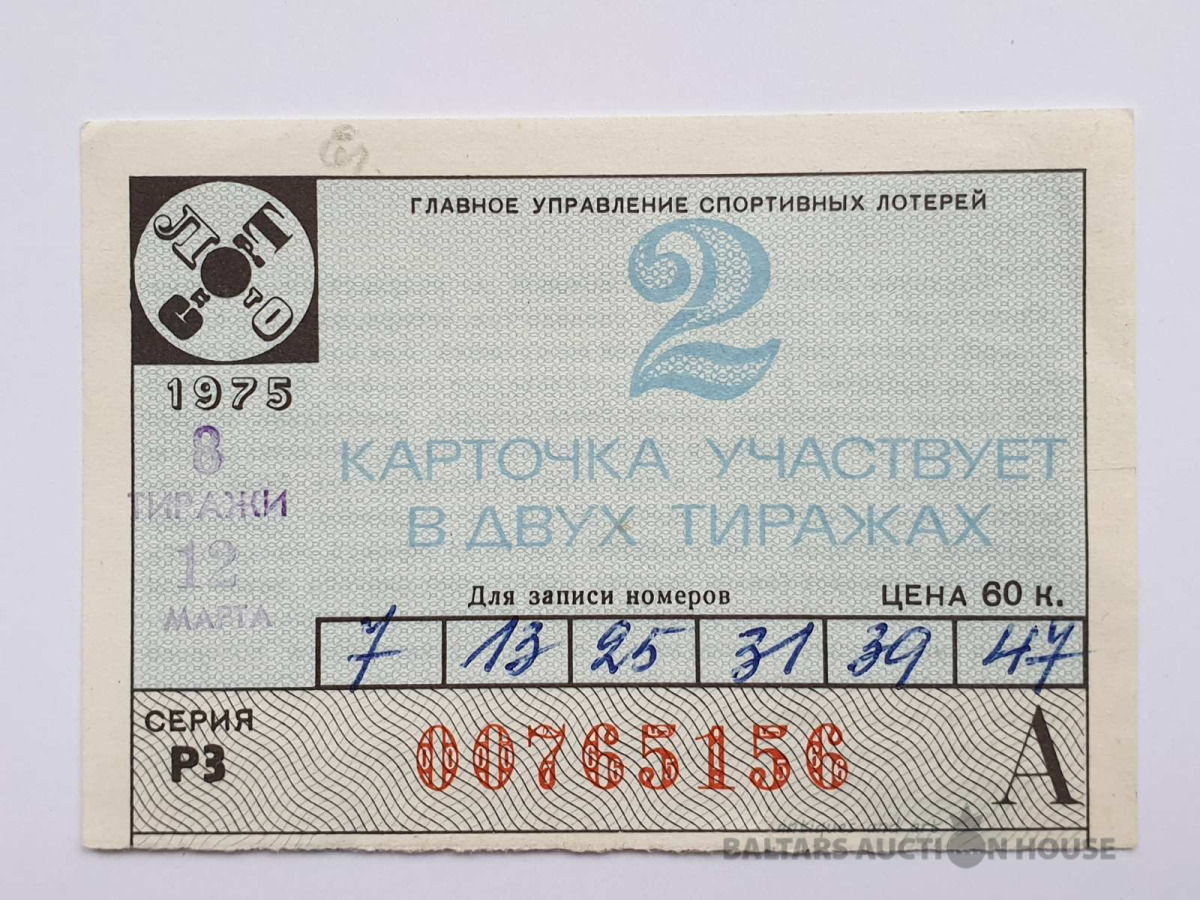 ГЛАВНОЕ УПРАВЛЕНИЕ СПОРТИВНЫХ ЛОТЕРЕЙ
СПОРТЛОТО
1975
2
8
ТИРАЖИ
12
МАРТА
КАРТОЧКА УЧАСТВУЕТ
В ДВУХ ТИРАЖАХ
Для записи номеров ЦЕНА 60 к.
7 13 25 31 39 47
СЕРИЯ
РЗ
00765156
А
BALTARS AUCTION HOUSE